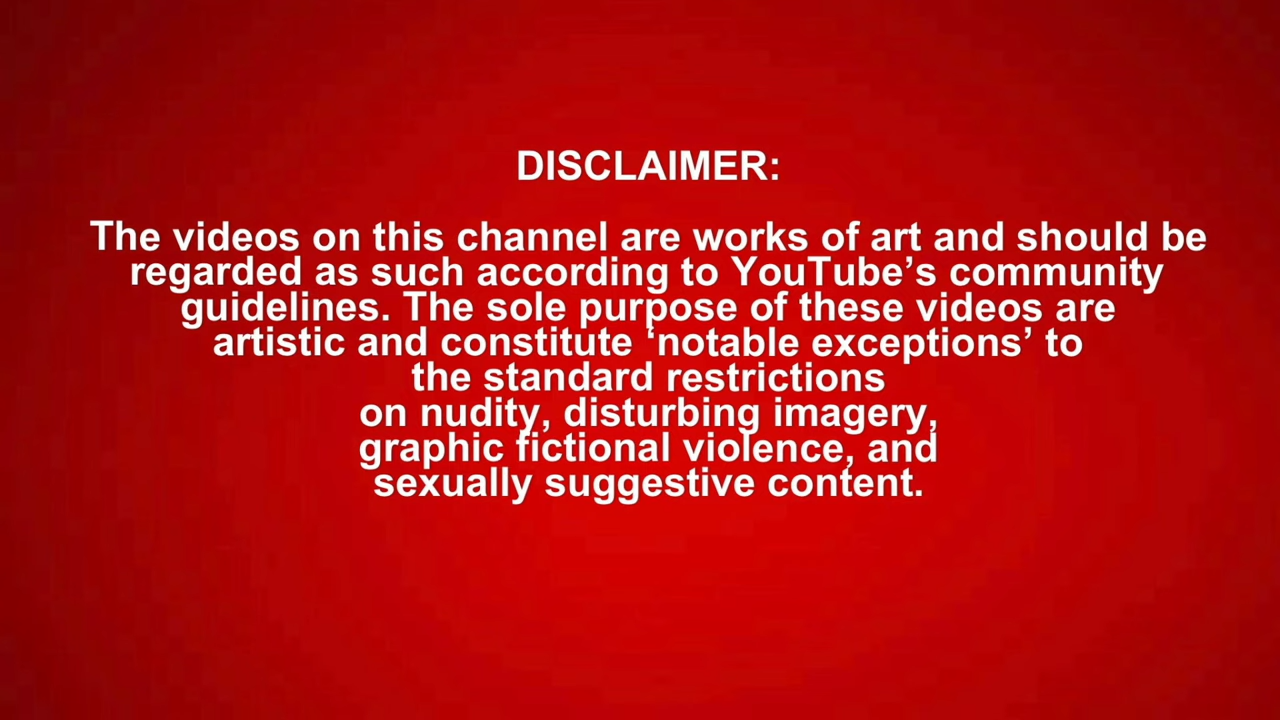 DISCLAIMER:
The videos on this channel are works of art and should be
regarded as such according to YouTube’s community
guidelines. The sole purpose of these videos are
artistic and constitute ‘notable exceptions’ to
the standard restrictions
on nudity, disturbing imagery,
graphic fictional violence, and
sexually suggestive content.